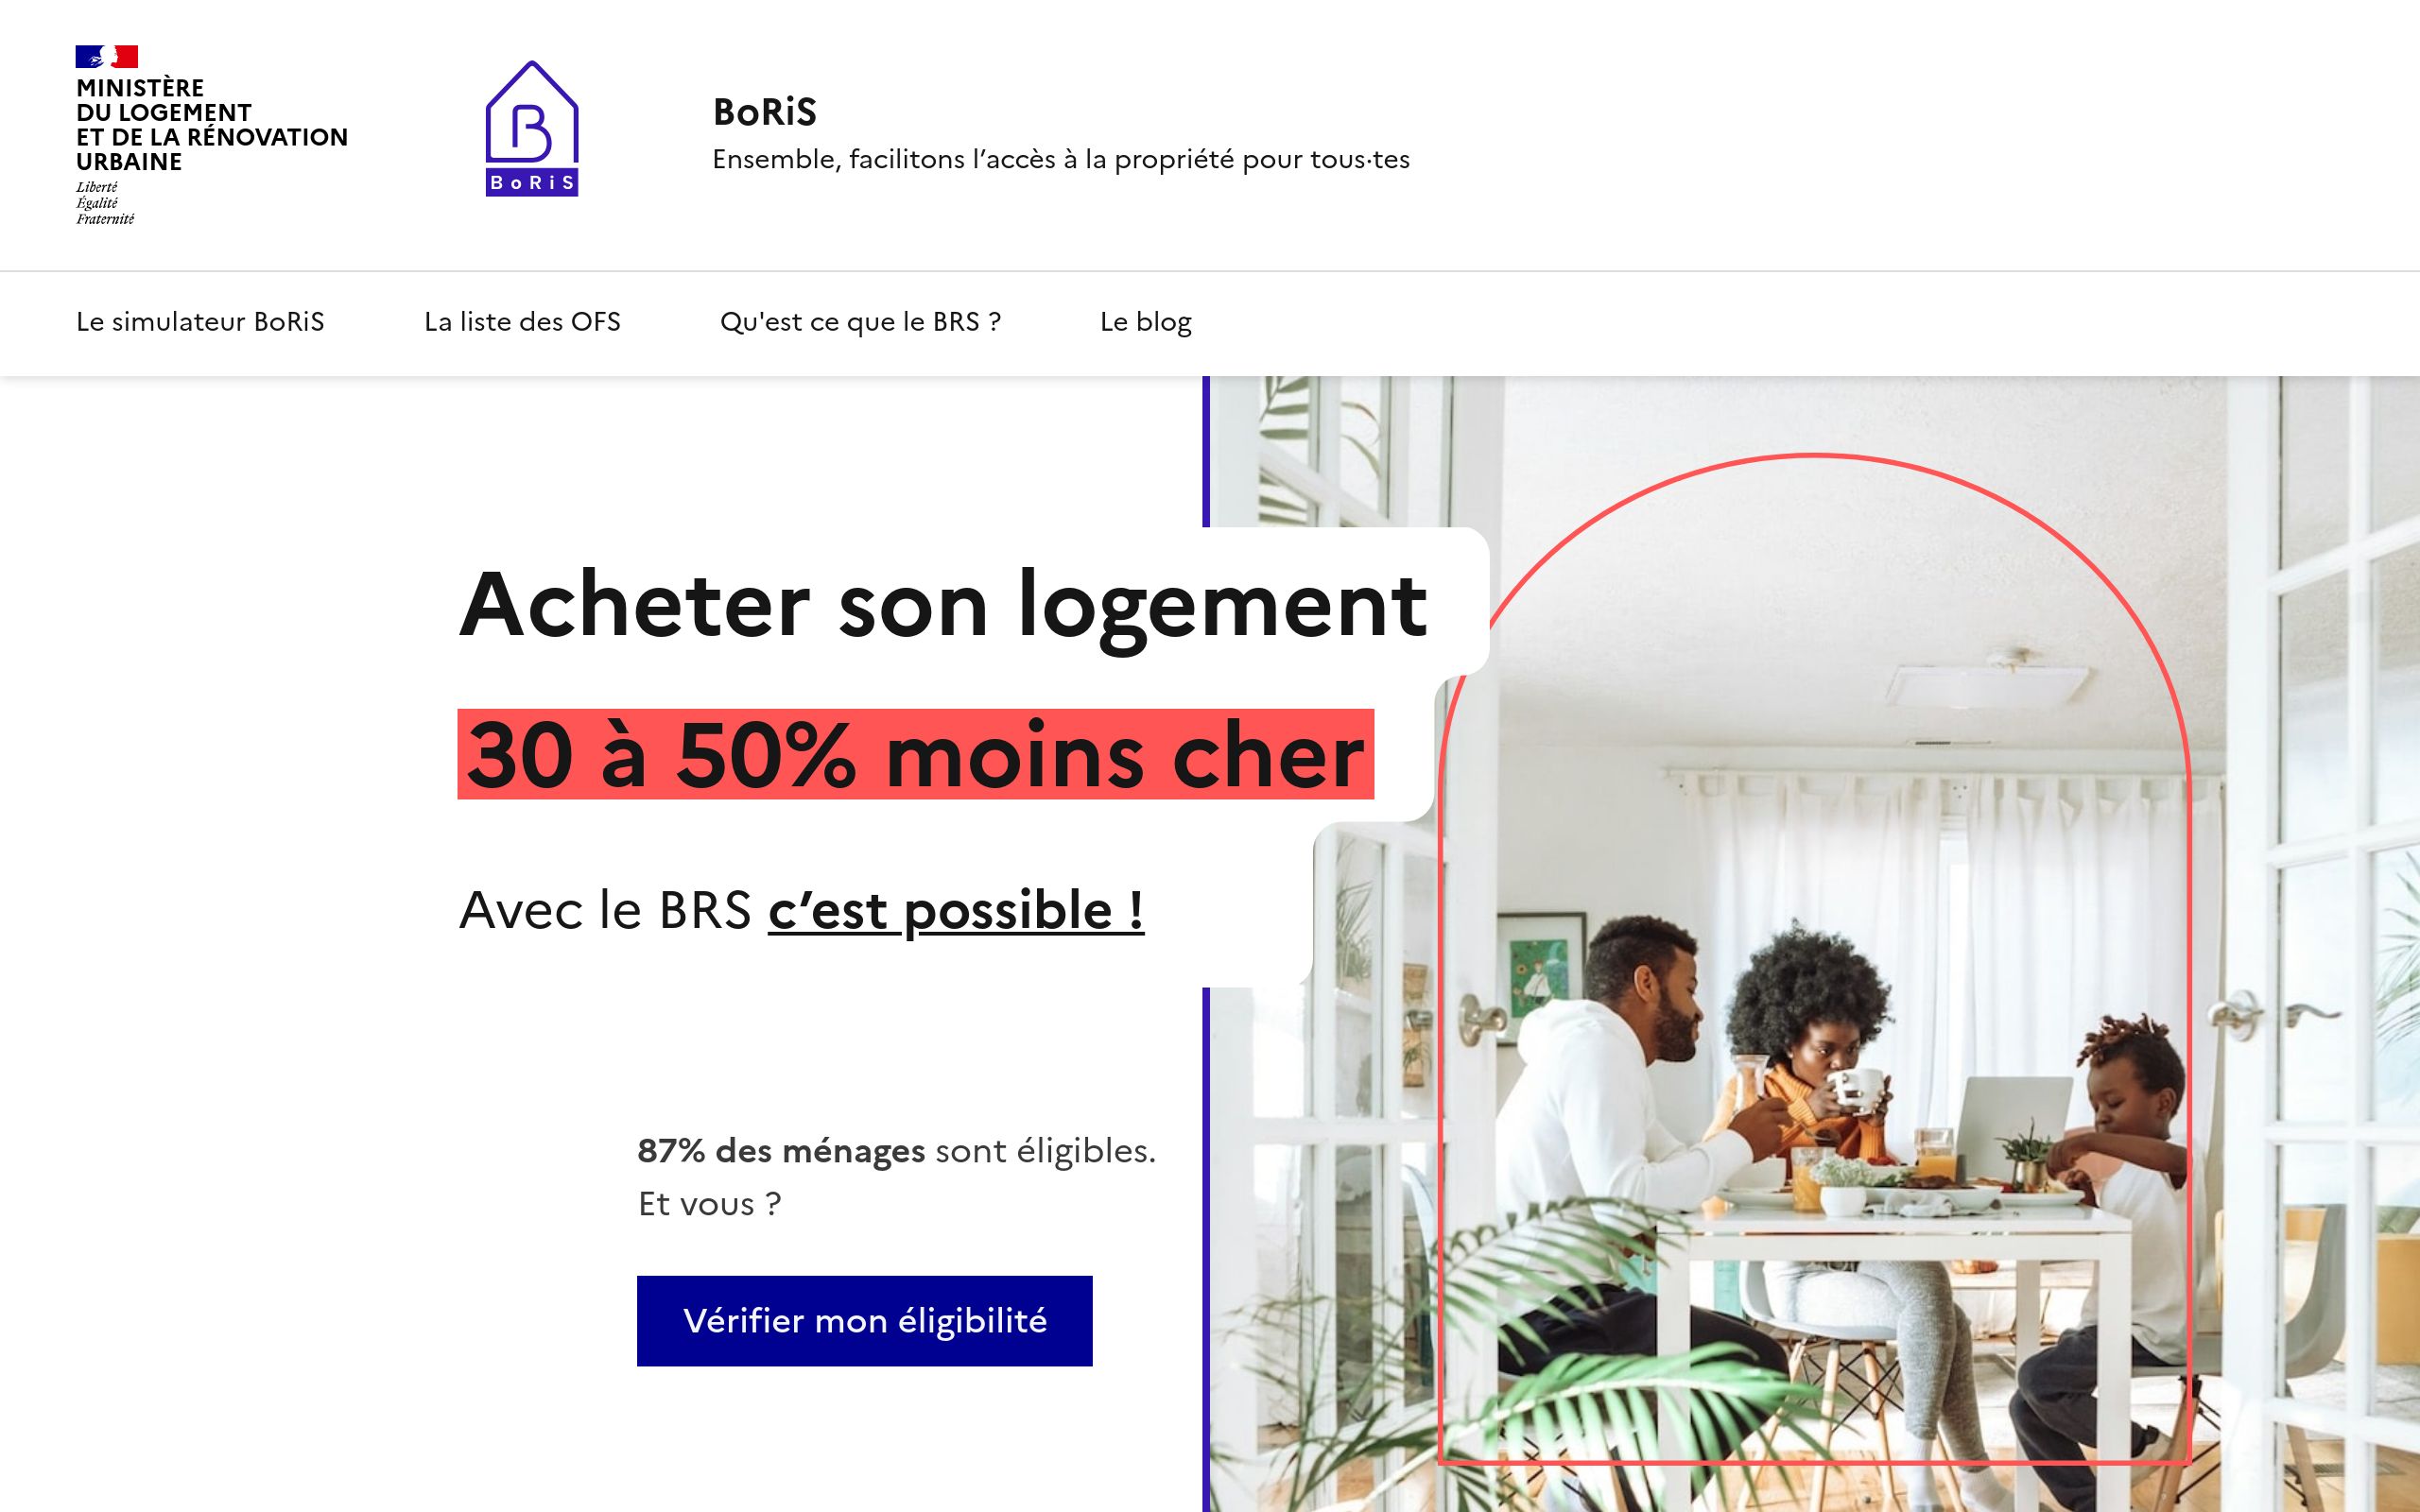 MINISTÈRE
DU LOGEMENT
ET DE LA RÉNOVATION
URBAINE
Liberté
Égalité
Fraternité
B
BoRiS
BoRiS
Ensemble, facilitons l’accès à la propriété pour tous·tes
Le simulateur BoRiS
La liste des OFS
Qu'est ce que le BRS ?
Le blog
Acheter son logement
30 à 50% moins cher
Avec le BRS c’est possible !
87% des ménages sont éligibles.
Et vous ?
Vérifier mon éligibilité